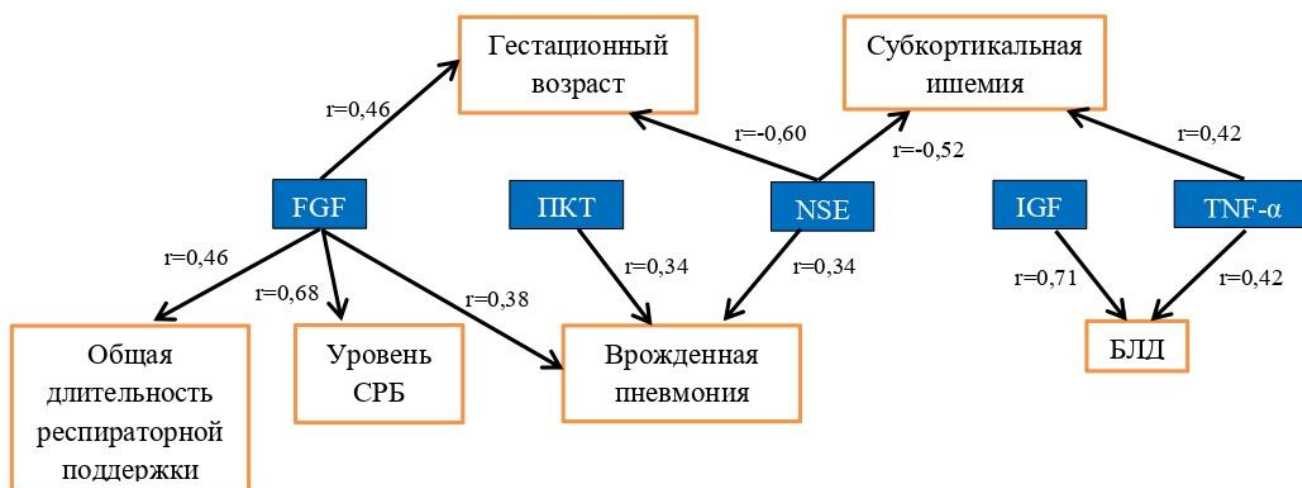 Гестационный
возраст
Субкортикальная
ишемия
r=0,46
r=-0,60
r=-0,52
r=0,42
FGF
ПКТ
NSE
IGF
TNF-α
r=0,46
r=0,68
r=0,38
r=0,34
r=0,34
r=0,71
r=0,42
Общая
длительность
респираторной
поддержки
Уровень
СРБ
Врожденная
пневмония
БЛД